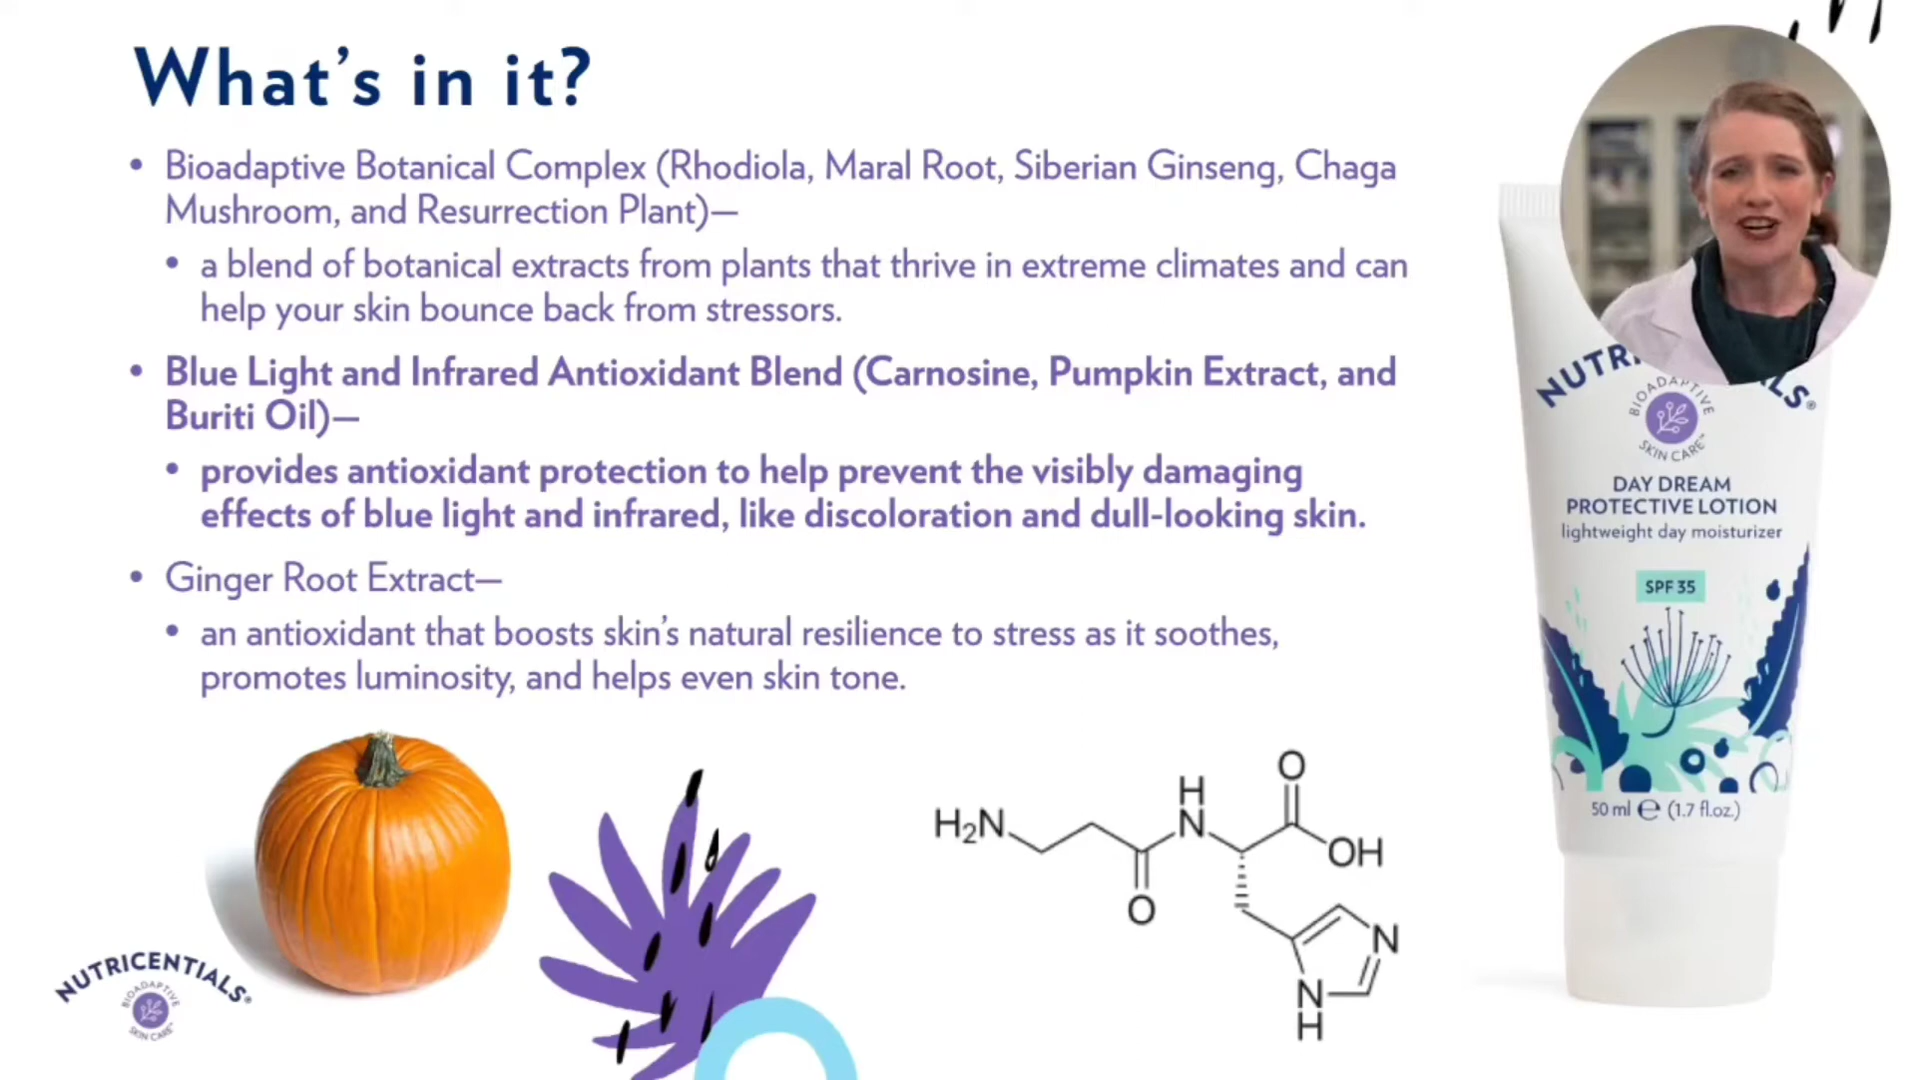 What's in it?
• Bioadaptive Botanical Complex (Rhodiola, Maral Root, Siberian Ginseng, Chaga
Mushroom, and Resurrection Plant)—
• a blend of botanical extracts from plants that thrive in extreme climates and can
help your skin bounce back from stressors.
• Blue Light and Infrared Antioxidant Blend (Carnosine, Pumpkin Extract, and
Buriti Oil)—
• provides antioxidant protection to help prevent the visibly damaging
effects of blue light and infrared, like discoloration and dull-looking skin.
• Ginger Root Extract—
• an antioxidant that boosts skin's natural resilience to stress as it soothes,
promotes luminosity, and helps even skin tone.
BIOADAPTIVE
SKIN CARE™
DAY DREAM
PROTECTIVE LOTION
lightweight day moisturizer
SPF 35
50 ml ℮ (1.7 fl.oz.)
H₂N
H
N
O
O
OH
N
N
H
NUTRICENTIALS®
BIOADAPTIVE
SKIN CARE™